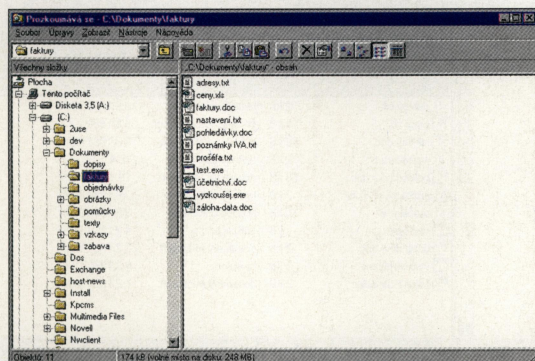 Prozkoumává se - C:\Dokumenty\faktury
Soubor Úpravy Zobrazit Nástroje Nápověda
faktury
Všechny složky
„C:\Dokumenty\faktury" - obsah
Plocha
Tento počítač
Disketa 3,5 (A:)
(C:)
2use
dev
Dokumenty
dopisy
faktury
objednávky
obrázky
pomůcky
texty
vzkazy
zabava
Dos
Exchange
host-news
Install
Kpcms
Multimedia Files
Novell
Nwclient
adresy.txt
ceny.xls
faktury.doc
nastavení.txt
pohledávky.doc
poznámky IVA.txt
prošéfa.txt
test.exe
účetnictví.doc
vyzkoušej.exe
záloha-data.doc
Objektů: 11
174 kB (volné místo na disku: 248 MB)